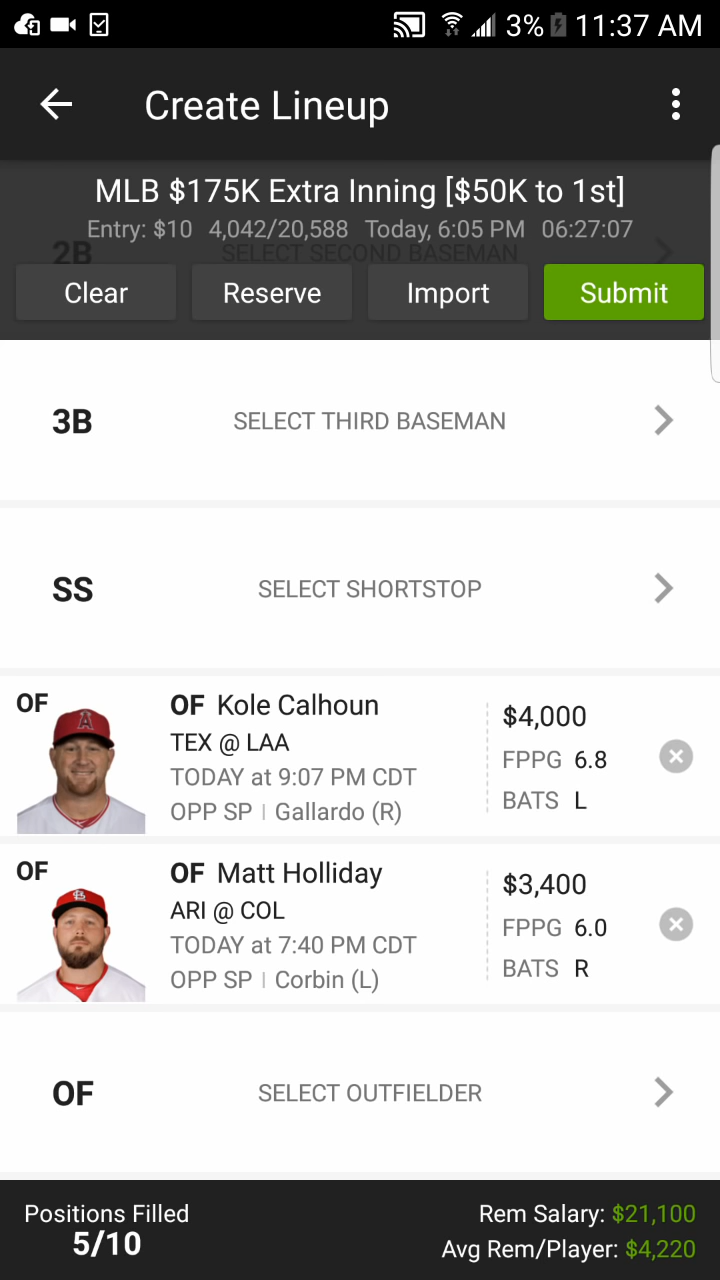 3% 11:37 AM
Create Lineup
MLB $175K Extra Inning [$50K to 1st]
Entry: $10 4,042/20,588 Today, 6:05 PM 06:27:07
2B SELECT SECOND BASEMAN
Clear Reserve Import Submit
3B SELECT THIRD BASEMAN
SS SELECT SHORTSTOP
OF
OF Kole Calhoun
TEX @ LAA
TODAY at 9:07 PM CDT
OPP SP | Gallardo (R)
$4,000
FPPG 6.8
BATS L
OF
OF Matt Holliday
ARI @ COL
TODAY at 7:40 PM CDT
OPP SP | Corbin (L)
$3,400
FPPG 6.0
BATS R
OF SELECT OUTFIELDER
Positions Filled
5/10
Rem Salary: $21,100
Avg Rem/Player: $4,220